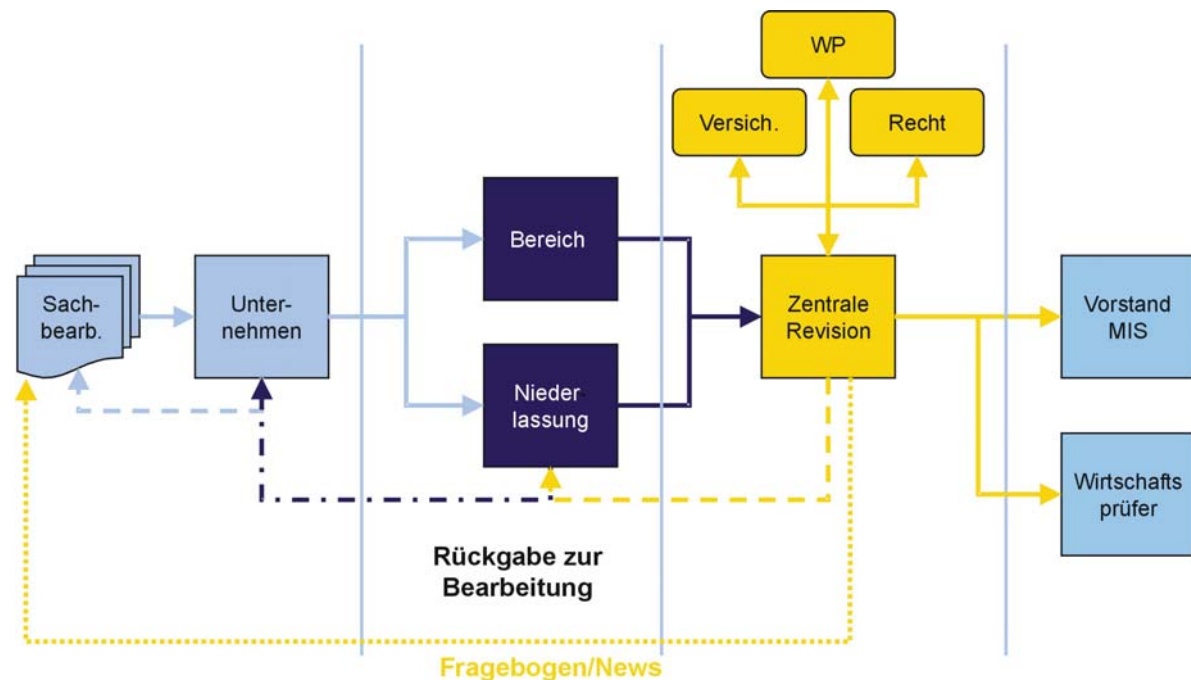 WP
Versich.
Recht
Bereich
Sach-
bearb.
Unter-
nehmen
Zentrale
Revision
Vorstand
MIS
Nieder
lassung
Wirtschafts
prüfer
Rückgabe zur
Bearbeitung
Fragebogen/News